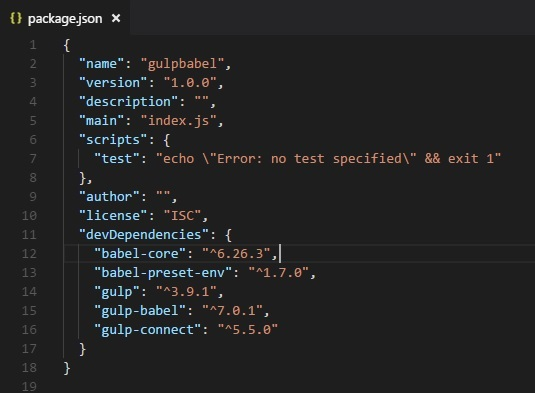 {} package.json ×
1 {
2 "name": "gulpbabel",
3 "version": "1.0.0",
4 "description": "",
5 "main": "index.js",
6 "scripts": {
7 "test": "echo \"Error: no test specified\" && exit 1"
8 },
9 "author": "",
10 "license": "ISC",
11 "devDependencies": {
12 "babel-core": "^6.26.3",
13 "babel-preset-env": "^1.7.0",
14 "gulp": "^3.9.1",
15 "gulp-babel": "^7.0.1",
16 "gulp-connect": "^5.5.0"
17 }
18 }
19